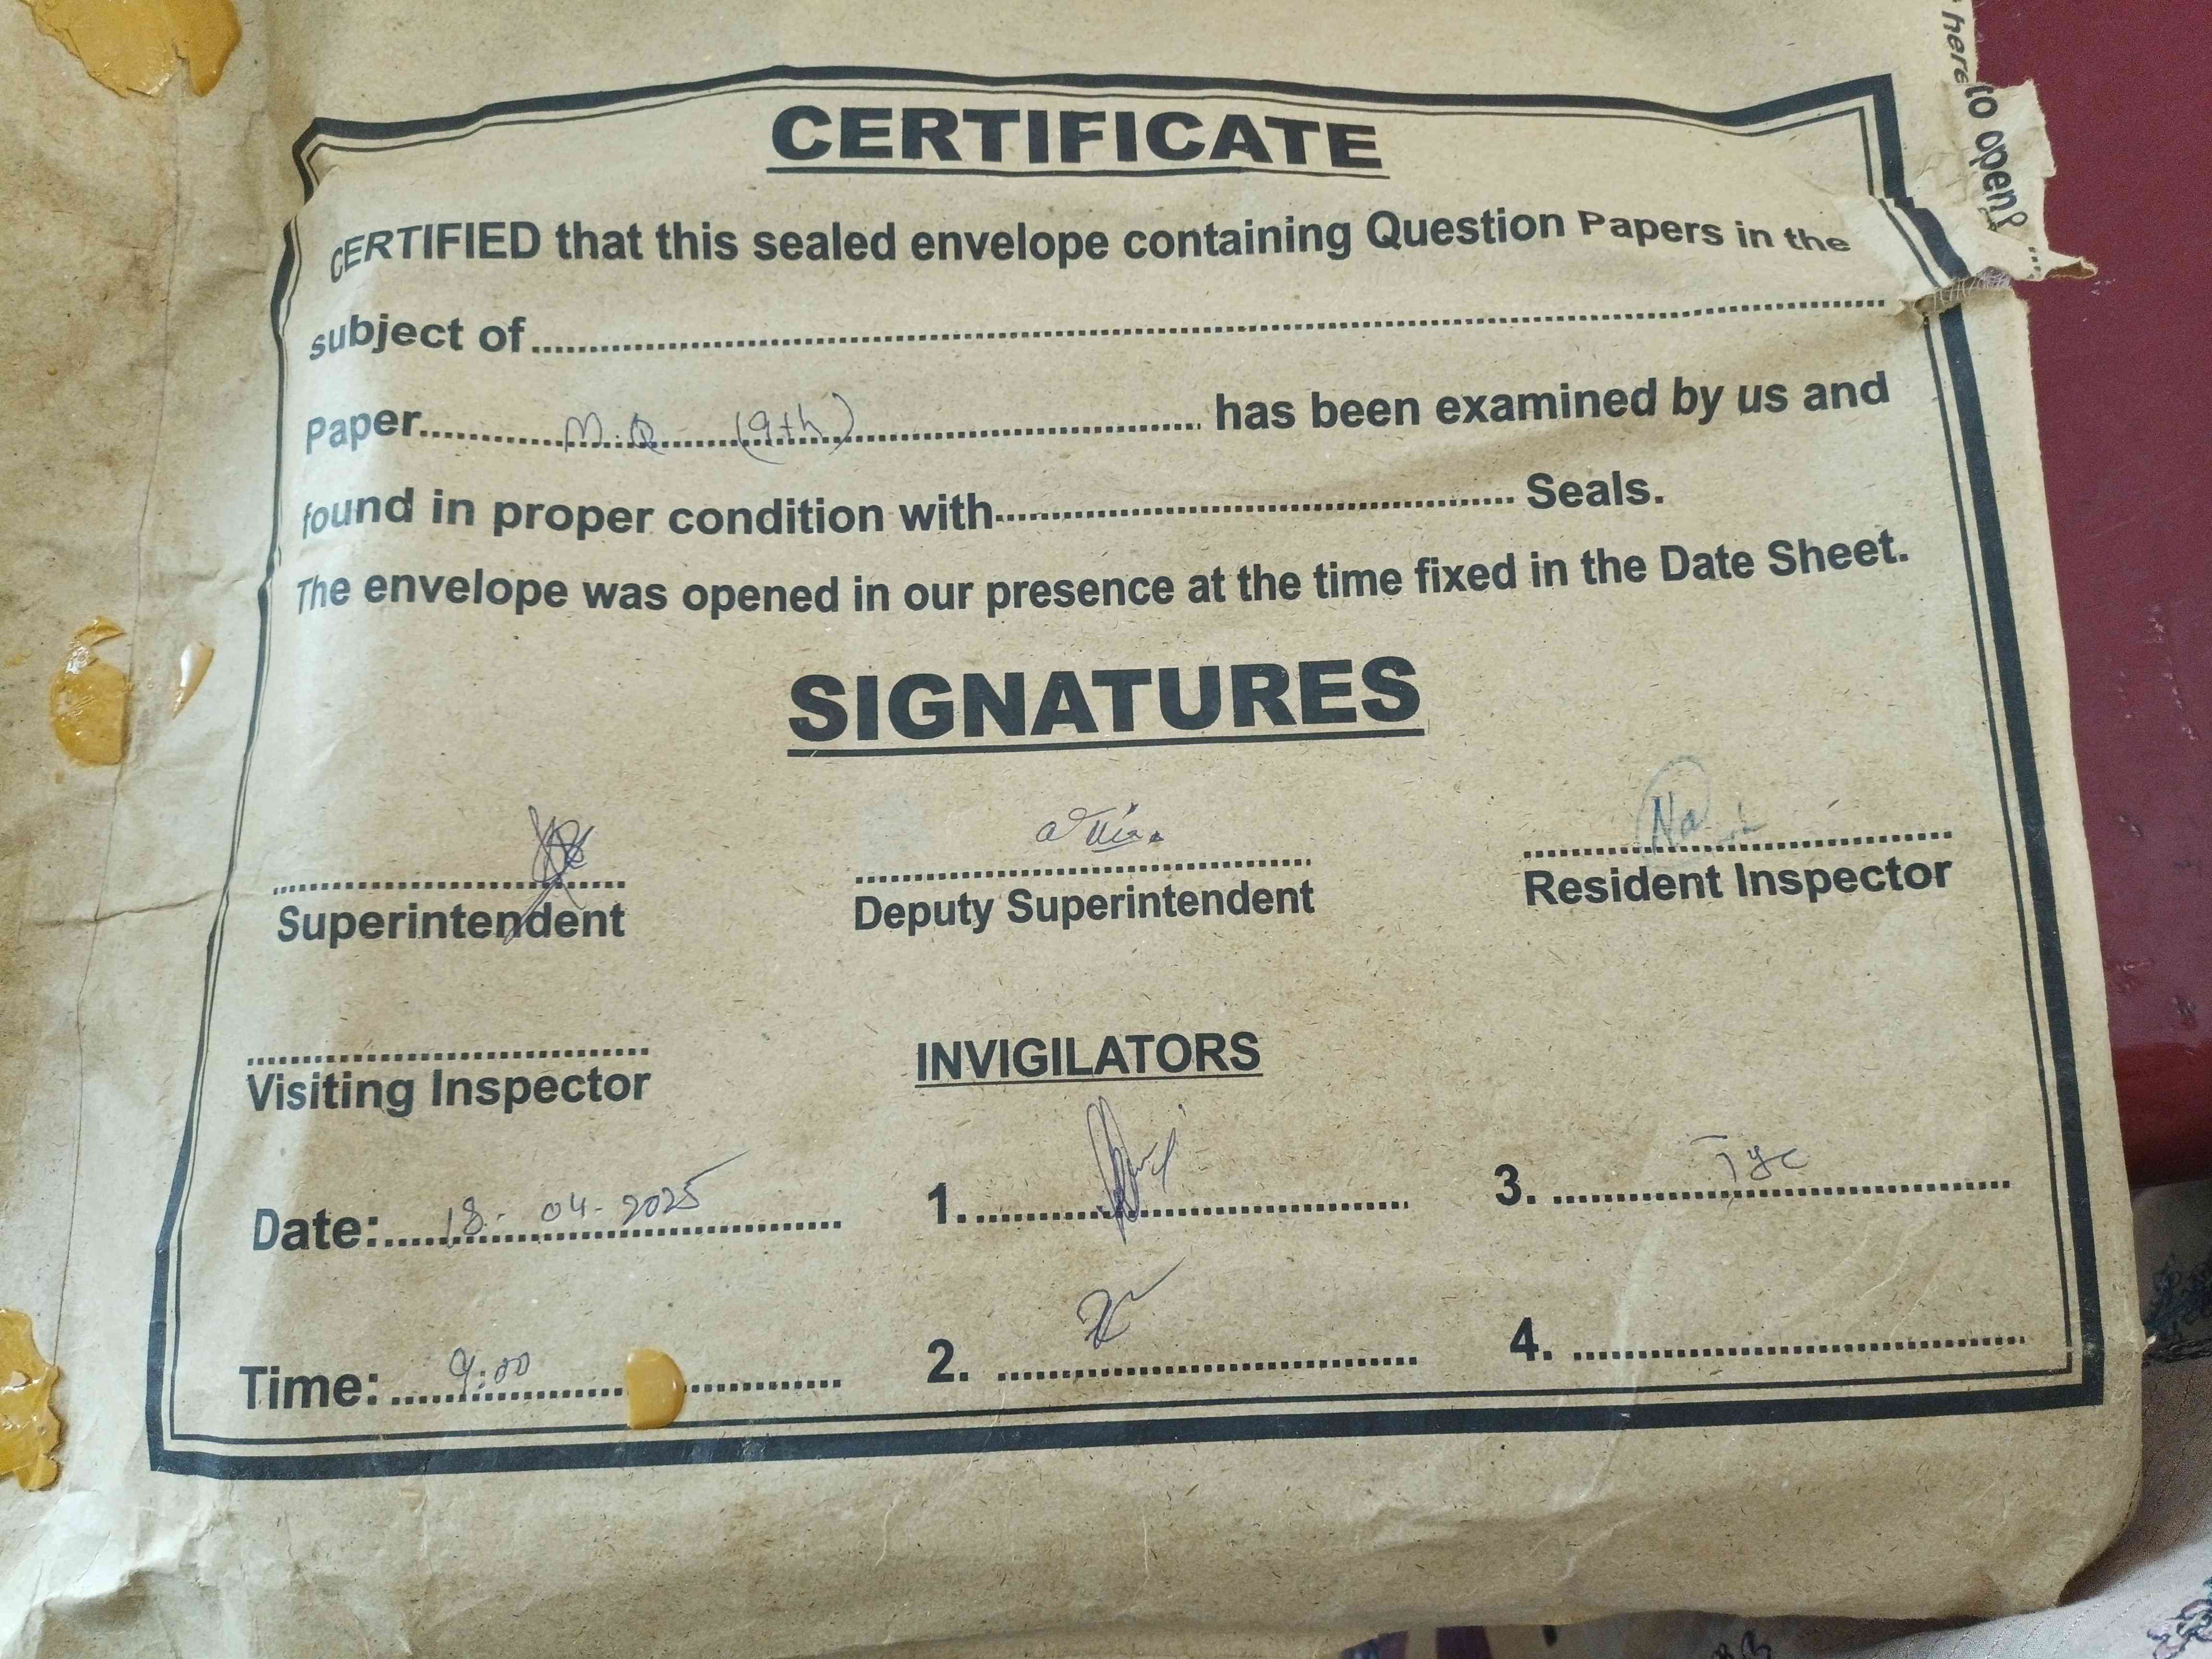 here to open!
CERTIFICATE
CERTIFIED that this sealed envelope containing Question Papers in the
subject of
Paper M.Q (9th) has been examined by us and
found in proper condition with Seals.
The envelope was opened in our presence at the time fixed in the Date Sheet.
SIGNATURES
Superintendent Deputy Superintendent Resident Inspector
Visiting Inspector INVIGILATORS
Date: 18-04-2025 1. 3.
Time: 9:00 2. 4.